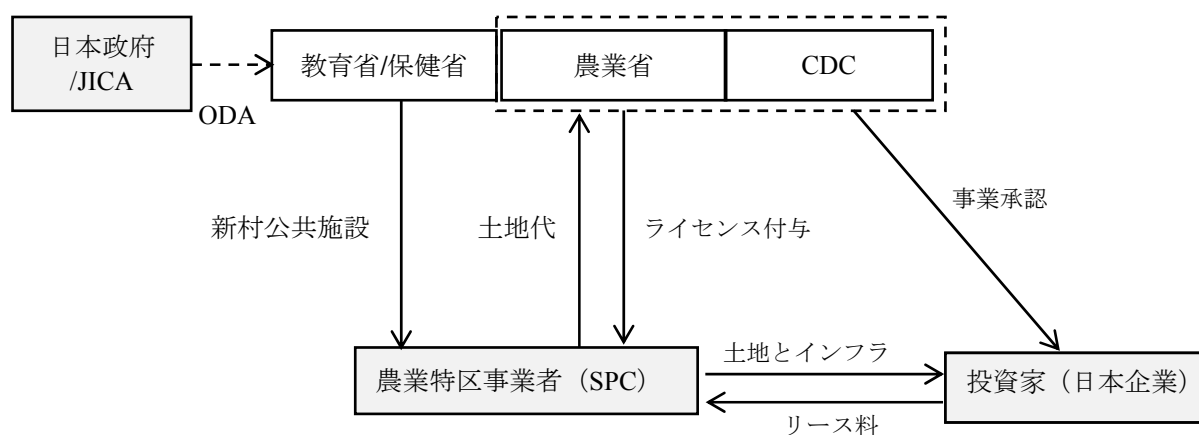 日本政府
/JICA
ODA
教育省/保健省
農業省
CDC
新村公共施設
土地代
ライセンス付与
事業承認
農業特区事業者（SPC）
土地とインフラ
リース料
投資家（日本企業）